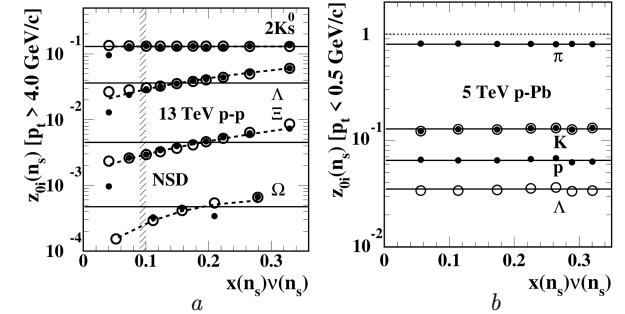 z₀ᵢ(nₛ) [pₜ > 4.0 GeV/c]
10⁻¹
10⁻²
10⁻³
10⁻⁴
2Ks⁰
Λ
Ξ
13 TeV p-p
NSD
Ω
0 0.1 0.2 0.3
x(nₛ)ν(nₛ)
a
z₀ᵢ(nₛ) [pₜ < 0.5 GeV/c]
1
10⁻¹
10⁻²
π
5 TeV p-Pb
K
p
Λ
0 0.1 0.2 0.3
x(nₛ)ν(nₛ)
b